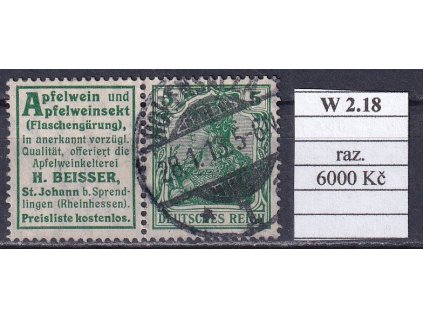 Apfelwein und
Apfelweinsekt
(Flaschengürung),
in anerkannt vorzügl.
Qualität, offeriert die
Apfelweinkelterei
H. BEISSER,
St. Johann b. Sprend-
lingen (Rheinhessen).
Preisliste kostenlos.
5
DEUTSCHES REICH
W 2.18
raz.
6000 Kč